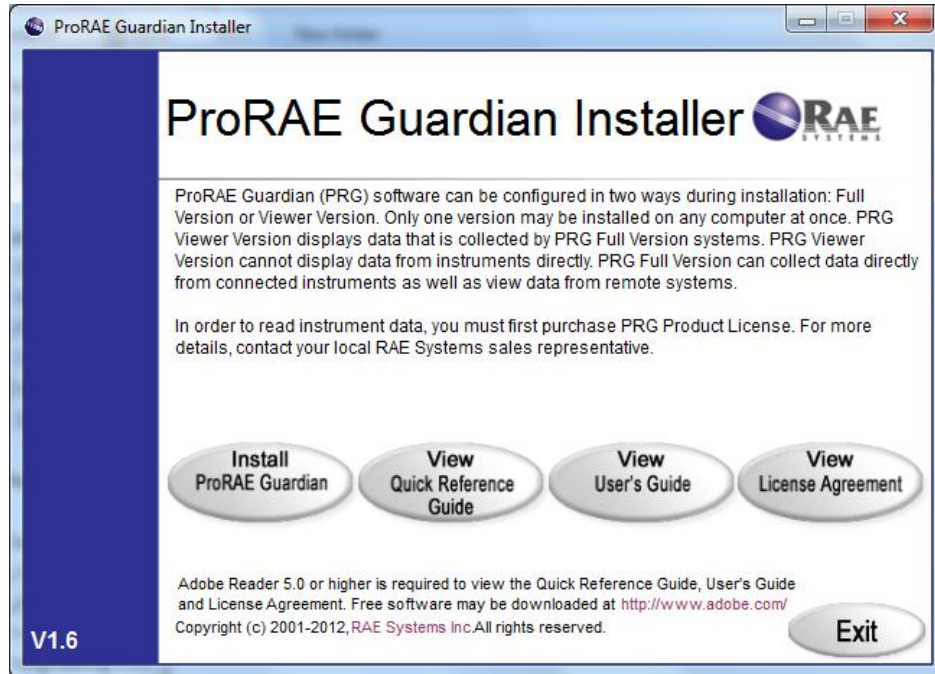 ProRAE Guardian Installer
ProRAE Guardian Installer RAE
SYSTEMS
ProRAE Guardian (PRG) software can be configured in two ways during installation: Full
Version or Viewer Version. Only one version may be installed on any computer at once. PRG
Viewer Version displays data that is collected by PRG Full Version systems. PRG Viewer
Version cannot display data from instruments directly. PRG Full Version can collect data directly
from connected instruments as well as view data from remote systems.
In order to read instrument data, you must first purchase PRG Product License. For more
details, contact your local RAE Systems sales representative.
Install
ProRAE Guardian
View
Quick Reference
Guide
View
User's Guide
View
License Agreement
Adobe Reader 5.0 or higher is required to view the Quick Reference Guide, User's Guide
and License Agreement. Free software may be downloaded at http://www.adobe.com/
Copyright (c) 2001-2012,RAE Systems Inc.All rights reserved.
V1.6
Exit